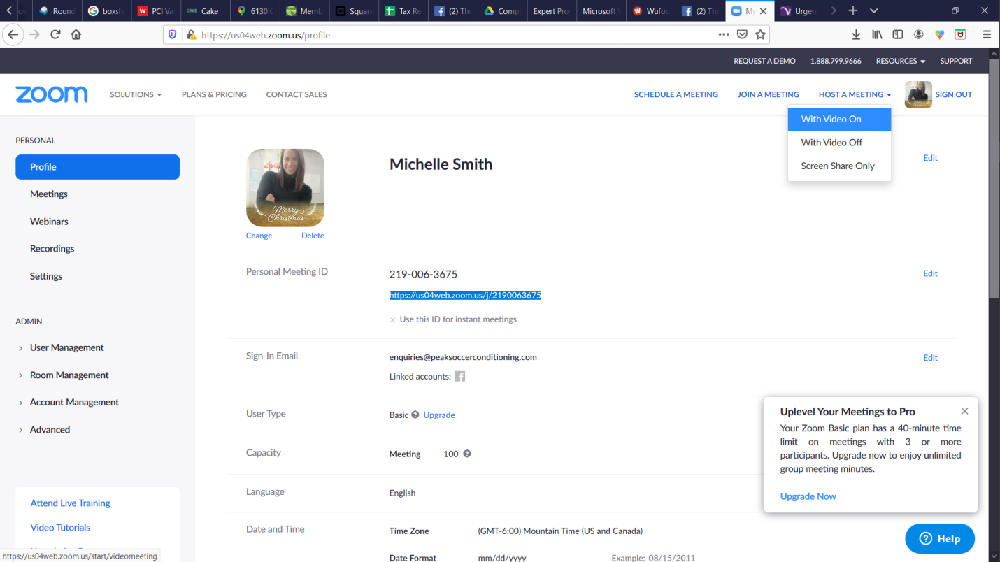 Round
boxsh
PCI Va
CAKE Cake
6130 C
Memb
Square
Tax Re
(2) The
Compl
Expert Pro
Microsoft
Wufoo
(2) The
My
Urgen
https://us04web.zoom.us/profile
REQUEST A DEMO 1.888.799.9666 RESOURCES SUPPORT
zoom SOLUTIONS PLANS & PRICING CONTACT SALES SCHEDULE A MEETING JOIN A MEETING HOST A MEETING SIGN OUT
With Video On
With Video Off
Screen Share Only
PERSONAL
Profile
Meetings
Webinars
Recordings
Settings
ADMIN
User Management
Room Management
Account Management
Advanced
Attend Live Training
Video Tutorials
https://us04web.zoom.us/start/videomeeting
Merry
Christmas
Change Delete
Michelle Smith Edit
Personal Meeting ID 219-006-3675 Edit
https://us04web.zoom.us/j/2190063675
× Use this ID for instant meetings
Sign-In Email enquiries@peaksoccerconditioning.com Edit
Linked accounts:
User Type Basic Upgrade
Capacity Meeting 100
Language English
Date and Time Time Zone (GMT-6:00) Mountain Time (US and Canada)
Date Format mm/dd/yyyy Example: 08/15/2011
Uplevel Your Meetings to Pro
Your Zoom Basic plan has a 40-minute time
limit on meetings with 3 or more
participants. Upgrade now to enjoy unlimited
group meeting minutes.
Upgrade Now
Help